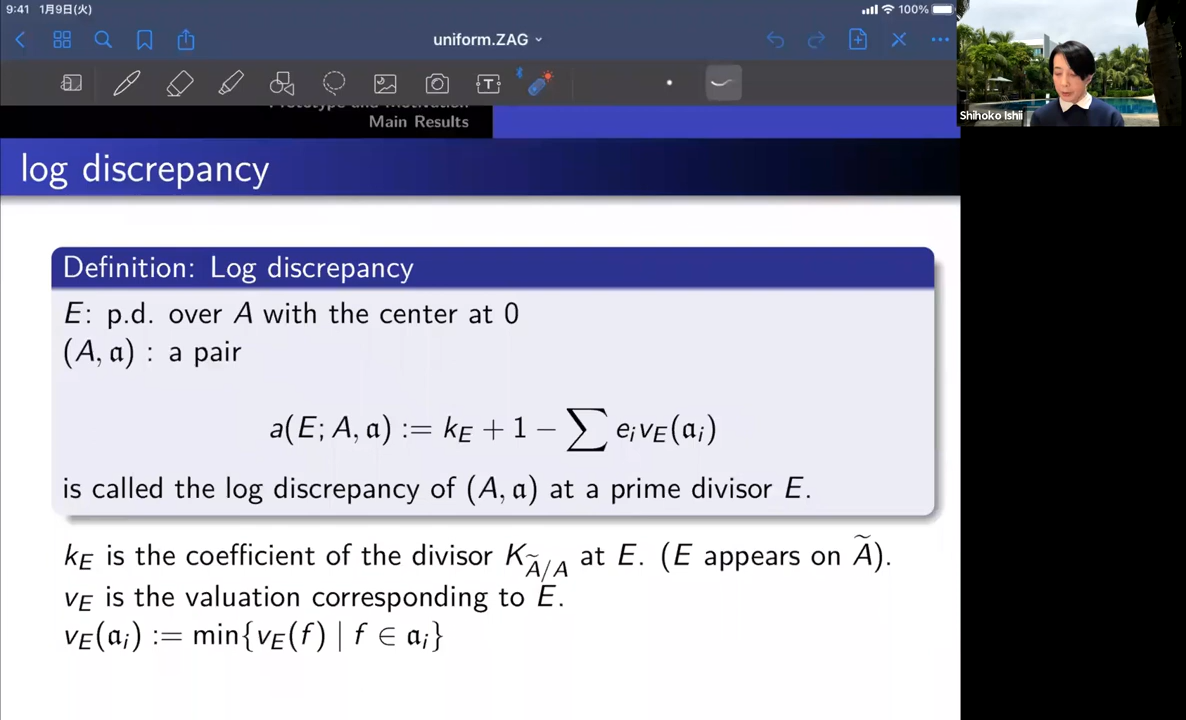 9:41 1月9日(火)
100%
uniform.ZAG
T
Prototype and Motivation
Main Results
Shihoko Ishii
log discrepancy
Definition: Log discrepancy
E: p.d. over A with the center at 0
(A, 𝔞) : a pair
a(E; A, 𝔞) := k_E + 1 − ∑ e_i v_E(𝔞_i)
is called the log discrepancy of (A, 𝔞) at a prime divisor E.
k_E is the coefficient of the divisor K_{Ã/A} at E. (E appears on Ã).
v_E is the valuation corresponding to E.
v_E(𝔞_i) := min{v_E(f) | f ∈ 𝔞_i}